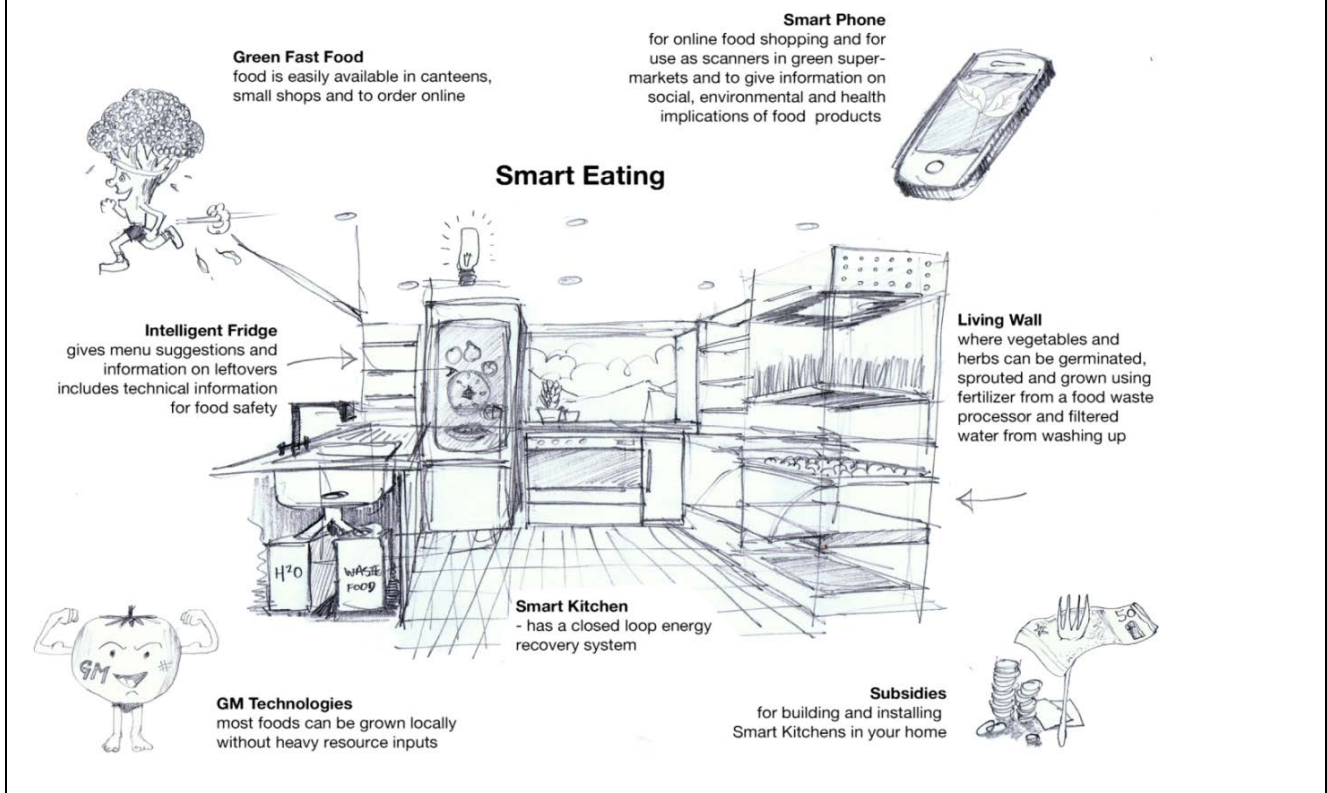 Smart Phone
for online food shopping and for
use as scanners in green super-
markets and to give information on
social, environmental and health
implications of food products
Green Fast Food
food is easily available in canteens,
small shops and to order online
Smart Eating
Intelligent Fridge
gives menu suggestions and
information on leftovers
includes technical information
for food safety
Living Wall
where vegetables and
herbs can be germinated,
sprouted and grown using
fertilizer from a food waste
processor and filtered
water from washing up
H²O
WASTE
FOOD
Smart Kitchen
- has a closed loop energy
recovery system
GM
GM Technologies
most foods can be grown locally
without heavy resource inputs
Subsidies
for building and installing
Smart Kitchens in your home
50